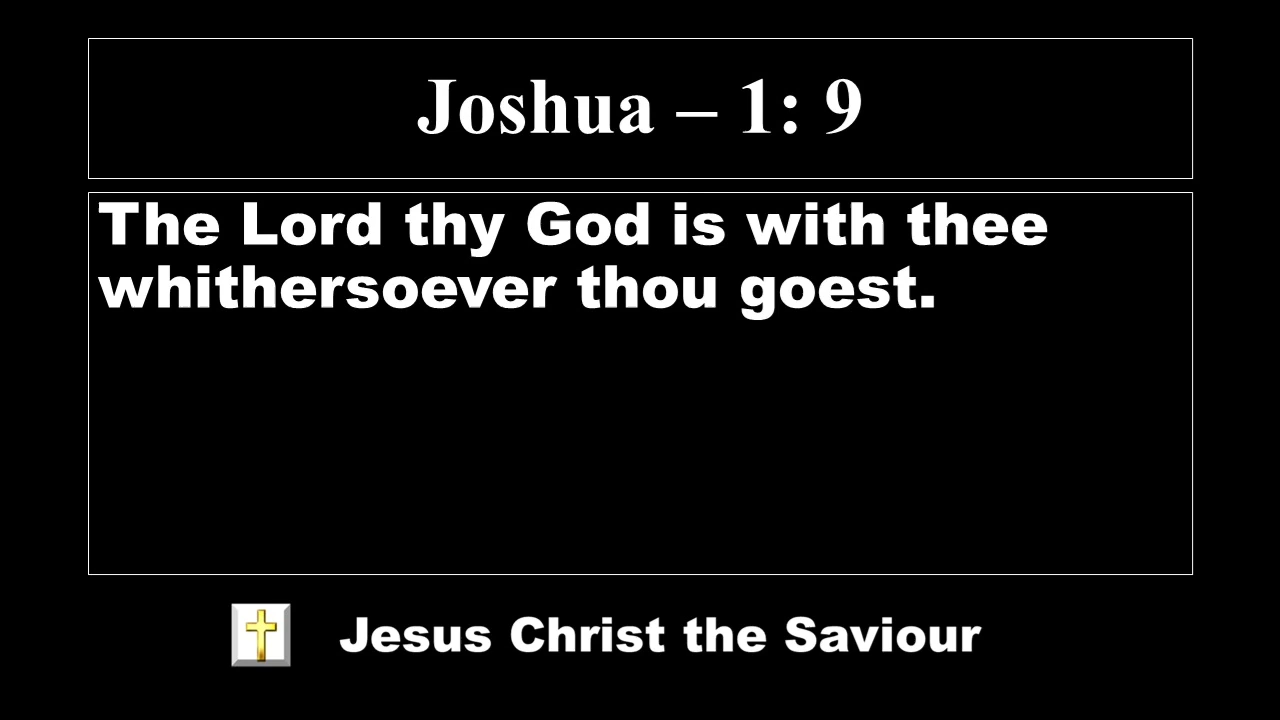 Joshua – 1: 9
The Lord thy God is with thee
whithersoever thou goest.
Jesus Christ the Saviour